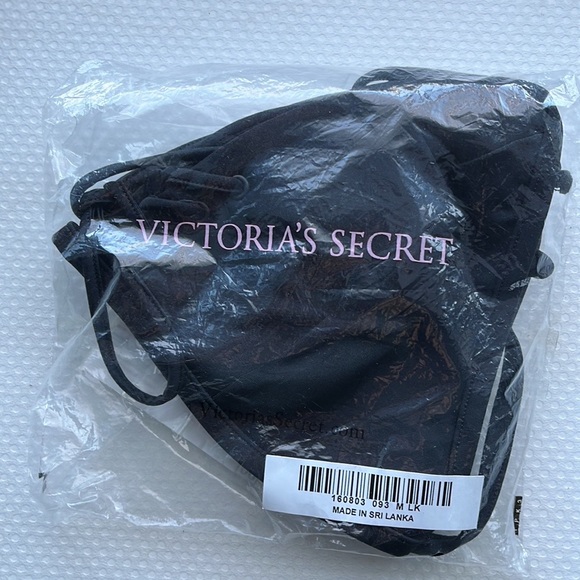 VICTORIA'S SECRET
VictoriasSecret.com
160803 093 M LK
MADE IN SRI LANKA